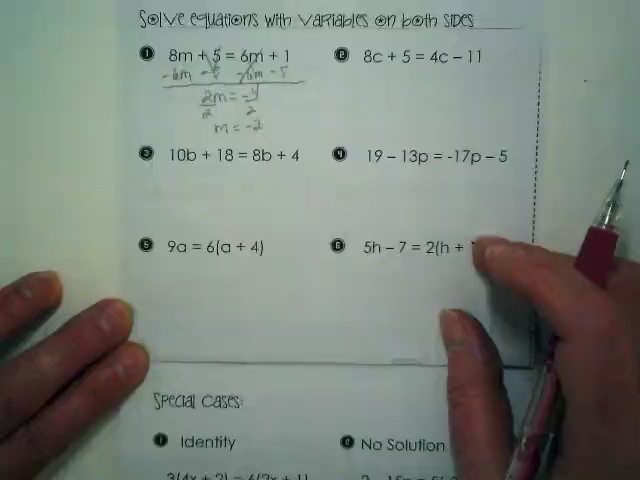 Solve equations with variables on both sides
1 8m + 5 = 6m + 1
-6m -5 -6m -5
2m = -4
2 2
m = -2
2 8c + 5 = 4c – 11
3 10b + 18 = 8b + 4
4 19 – 13p = -17p – 5
5 9a = 6(a + 4)
6 5h – 7 = 2(h +
Special Cases:
1 Identity
2 No Solution